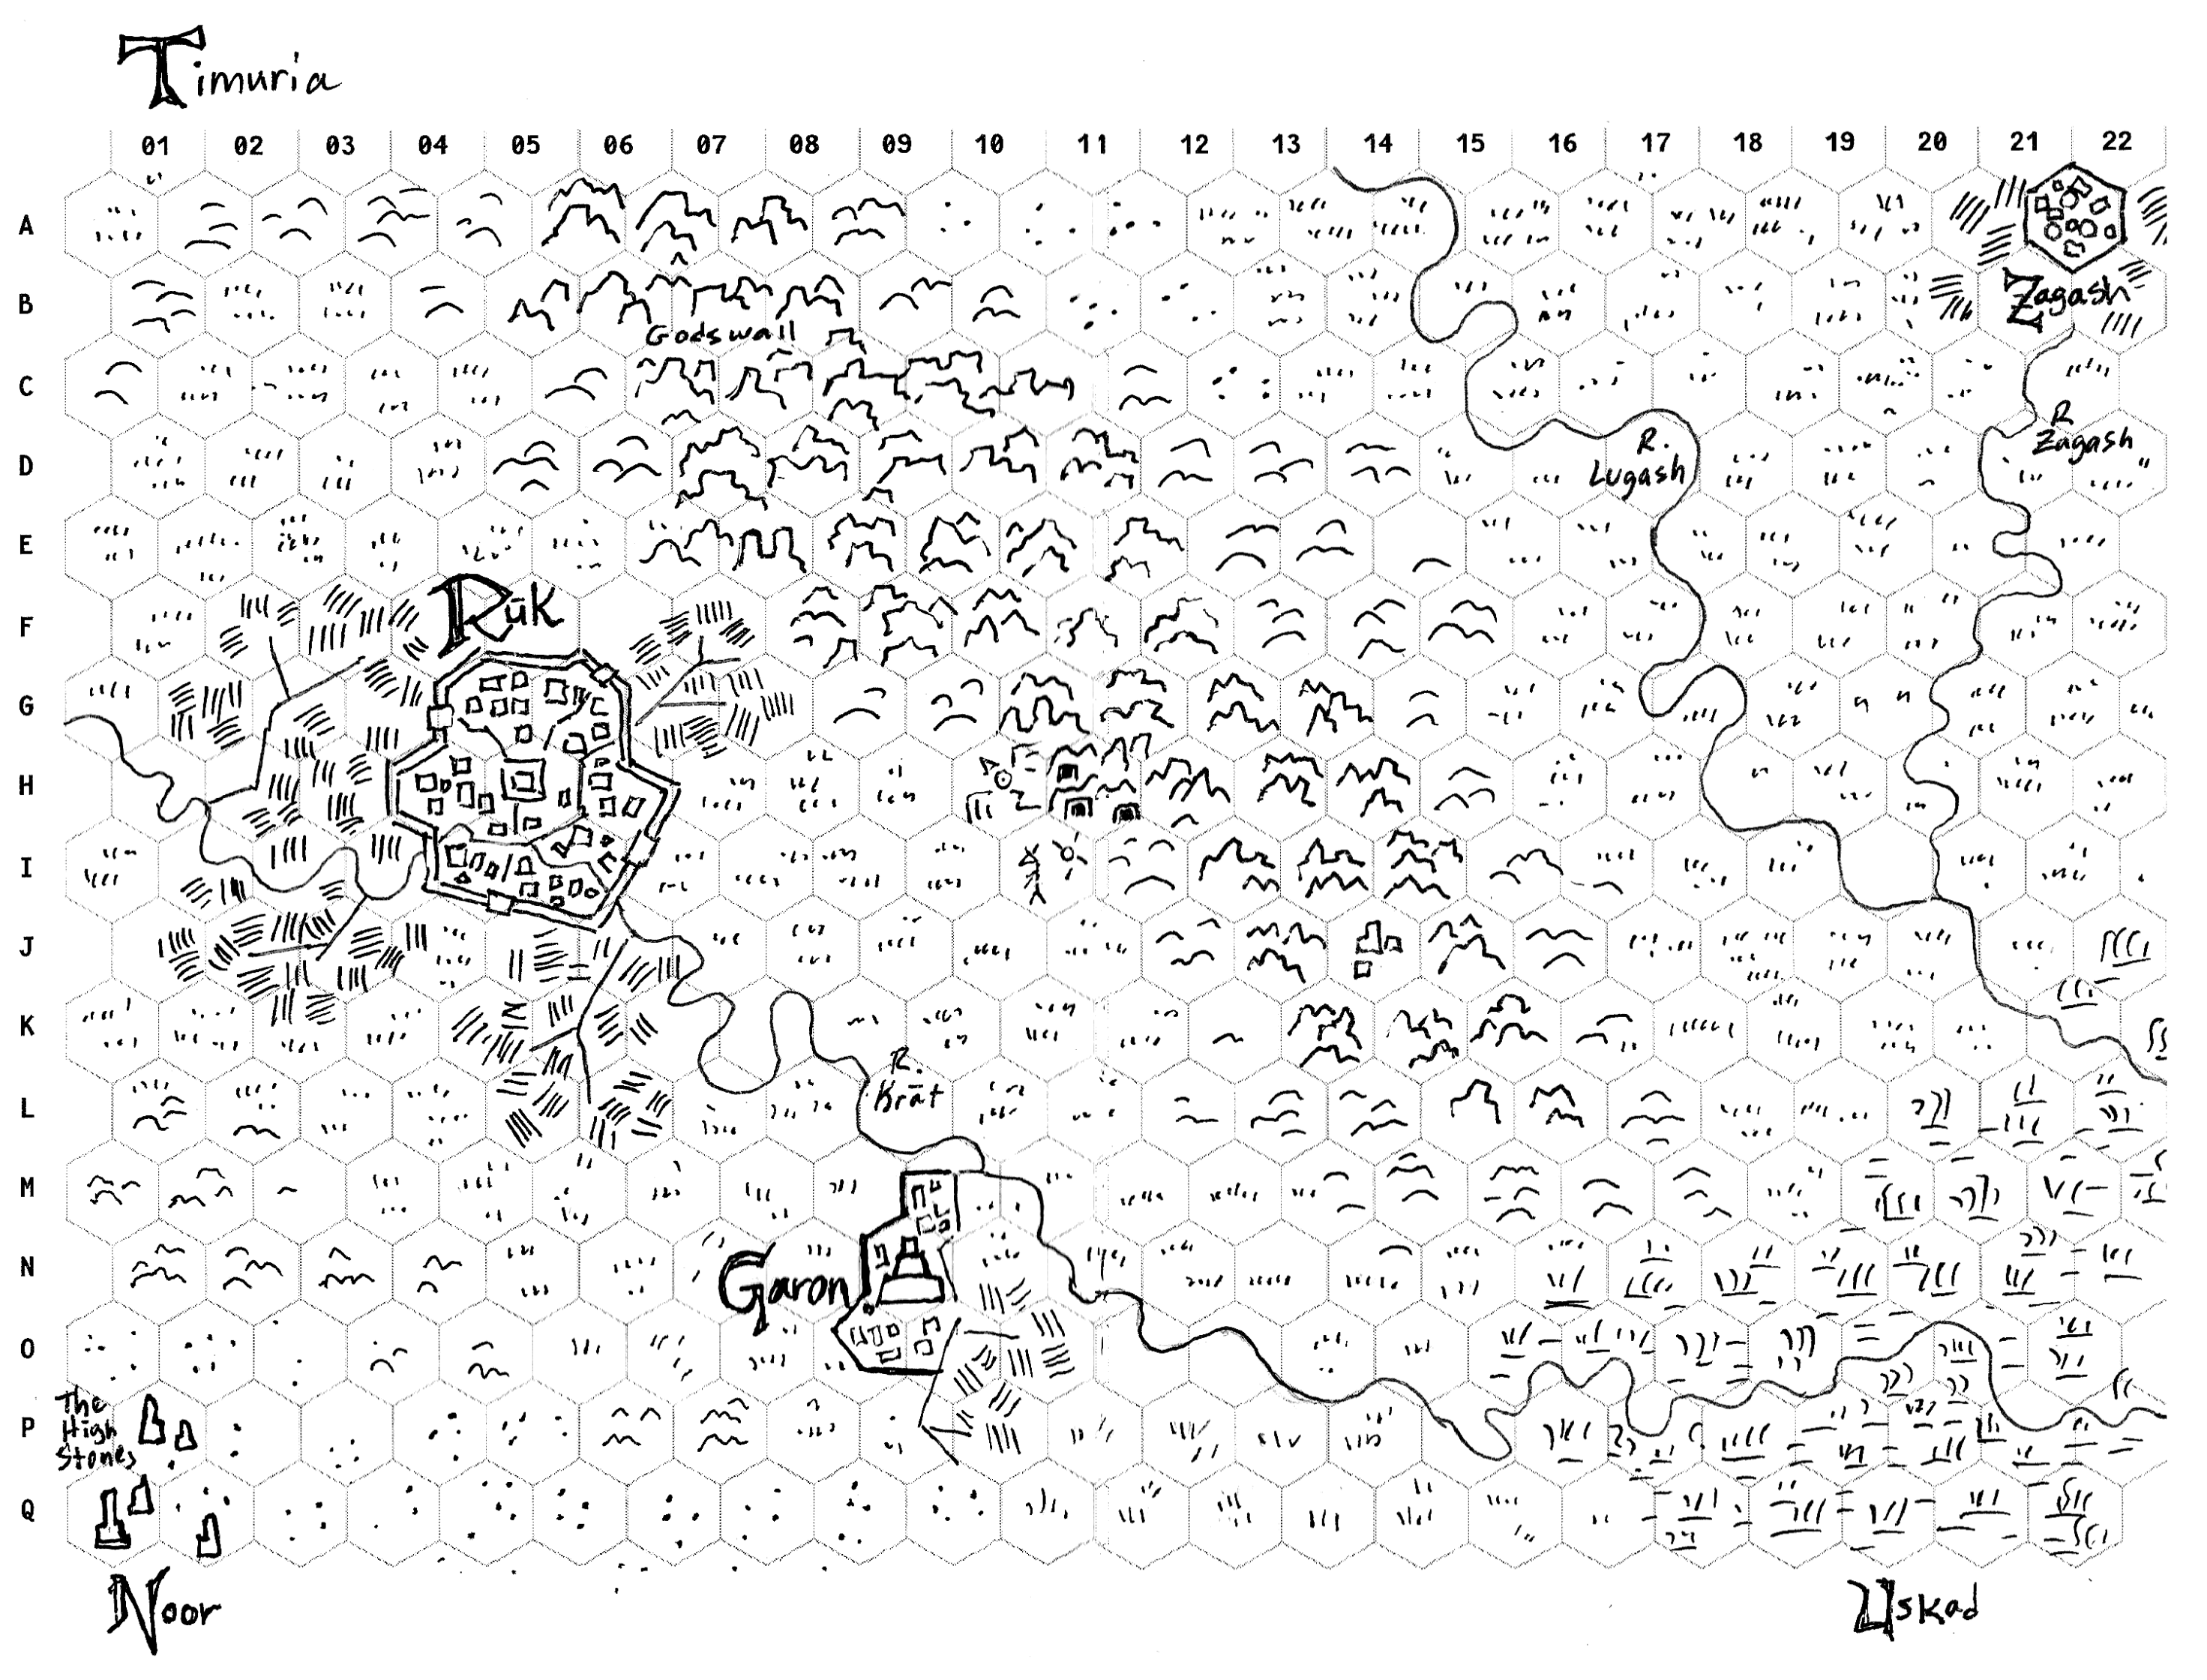 Timuria
01 02 03 04 05 06 07 08 09 10 11 12 13 14 15 16 17 18 19 20 21 22
A
B
Zagash
Godswall
C
R
Zagash
D
R.
Lugash
E
Rūk
F
G
H
I
J
K
R.
Krāt
L
M
N
Garon
O
The
High
Stones
P
Q
Noor
Uskad